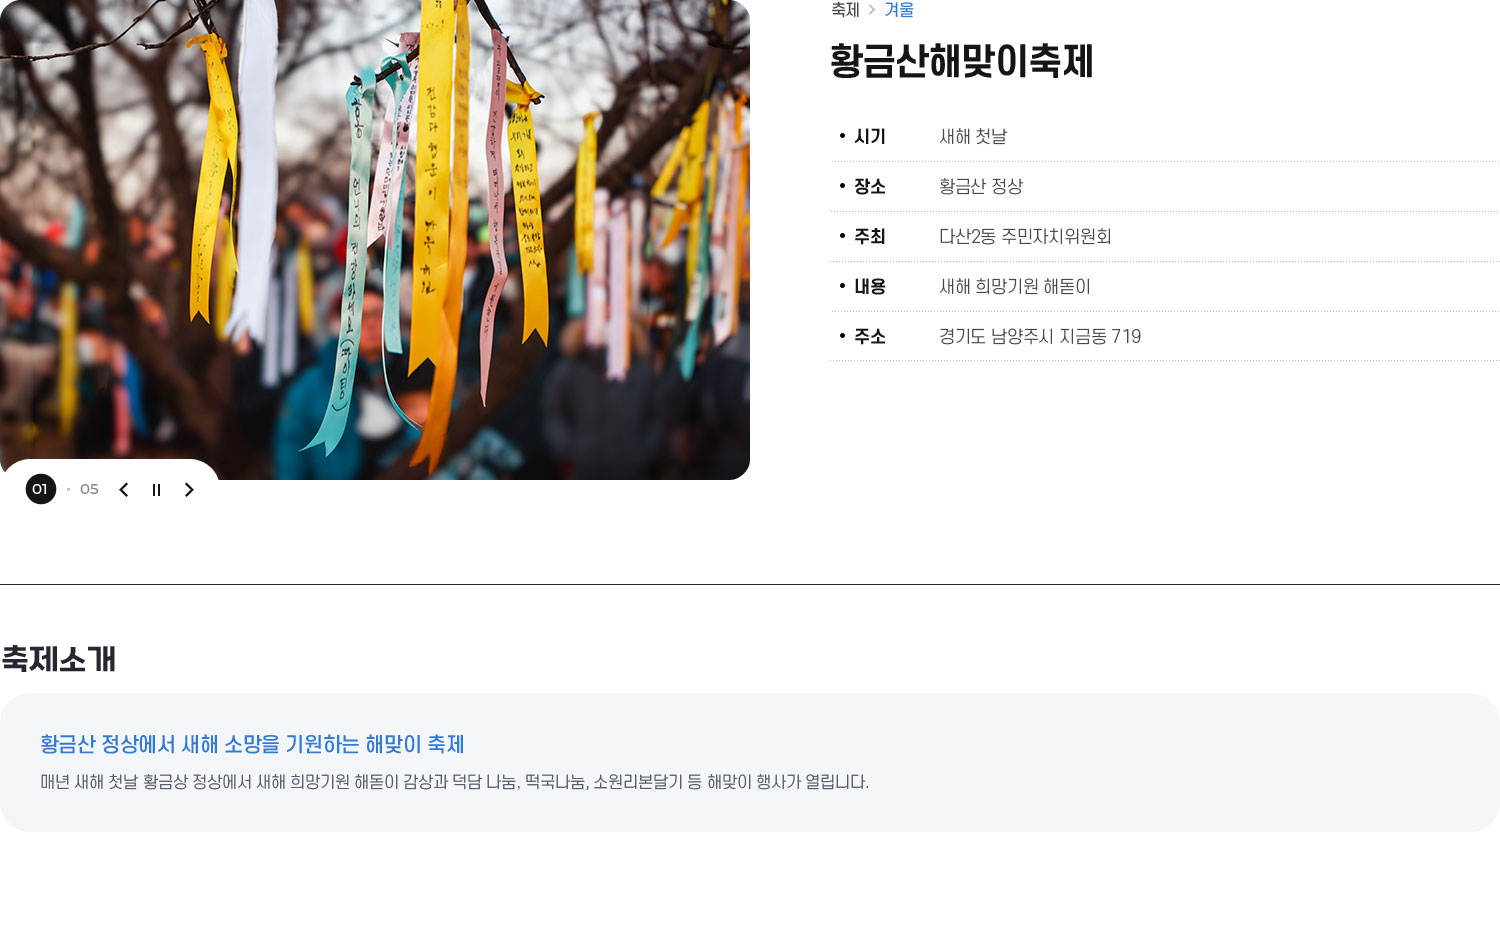 축제 > 겨울
황금산해맞이축제
• 시기 새해 첫날
• 장소 황금산 정상
• 주최 다산2동 주민자치위원회
• 내용 새해 희망기원 해돋이
• 주소 경기도 남양주시 지금동 719
01 · 05
축제소개
황금산 정상에서 새해 소망을 기원하는 해맞이 축제
매년 새해 첫날 황금상 정상에서 새해 희망기원 해돋이 감상과 덕담 나눔, 떡국나눔, 소원리본달기 등 해맞이 행사가 열립니다.